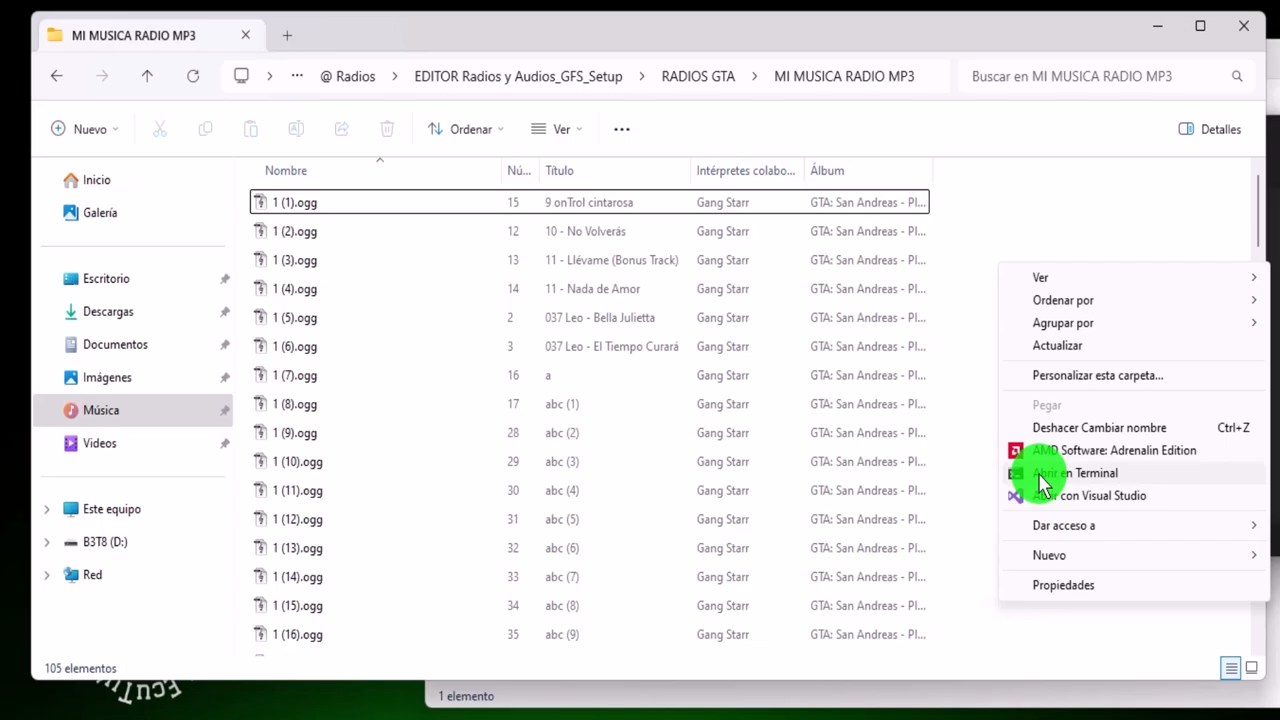 MI MUSICA RADIO MP3
@ Radios > EDITOR Radios y Audios_GFS_Setup > RADIOS GTA > MI MUSICA RADIO MP3
Buscar en MI MUSICA RADIO MP3
Nuevo
Ordenar
Ver
Detalles
Nombre Nú... Título Intérpretes colabo... Álbum
Inicio
Galería
Escritorio
Descargas
Documentos
Imágenes
Música
Videos
Este equipo
B3T8 (D:)
Red
1 (1).ogg 15 9 onTrol cintarosa Gang Starr GTA: San Andreas - Pl...
1 (2).ogg 12 10 - No Volverás Gang Starr GTA: San Andreas - Pl...
1 (3).ogg 13 11 - Llévame (Bonus Track) Gang Starr GTA: San Andreas - Pl...
1 (4).ogg 14 11 - Nada de Amor Gang Starr GTA: San Andreas - Pl...
1 (5).ogg 2 037 Leo - Bella Julietta Gang Starr GTA: San Andreas - Pl...
1 (6).ogg 3 037 Leo - El Tiempo Curará Gang Starr GTA: San Andreas - Pl...
1 (7).ogg 16 a Gang Starr GTA: San Andreas - Pl...
1 (8).ogg 17 abc (1) Gang Starr GTA: San Andreas - Pl...
1 (9).ogg 28 abc (2) Gang Starr GTA: San Andreas - Pl...
1 (10).ogg 29 abc (3) Gang Starr GTA: San Andreas - Pl...
1 (11).ogg 30 abc (4) Gang Starr GTA: San Andreas - Pl...
1 (12).ogg 31 abc (5) Gang Starr GTA: San Andreas - Pl...
1 (13).ogg 32 abc (6) Gang Starr GTA: San Andreas - Pl...
1 (14).ogg 33 abc (7) Gang Starr GTA: San Andreas - Pl...
1 (15).ogg 34 abc (8) Gang Starr GTA: San Andreas - Pl...
1 (16).ogg 35 abc (9) Gang Starr GTA: San Andreas - Pl...
Ver
Ordenar por
Agrupar por
Actualizar
Personalizar esta carpeta...
Pegar
Deshacer Cambiar nombre Ctrl+Z
AMD Software: Adrenalin Edition
Abrir en Terminal
Abrir con Visual Studio
Dar acceso a
Nuevo
Propiedades
105 elementos
1 elemento